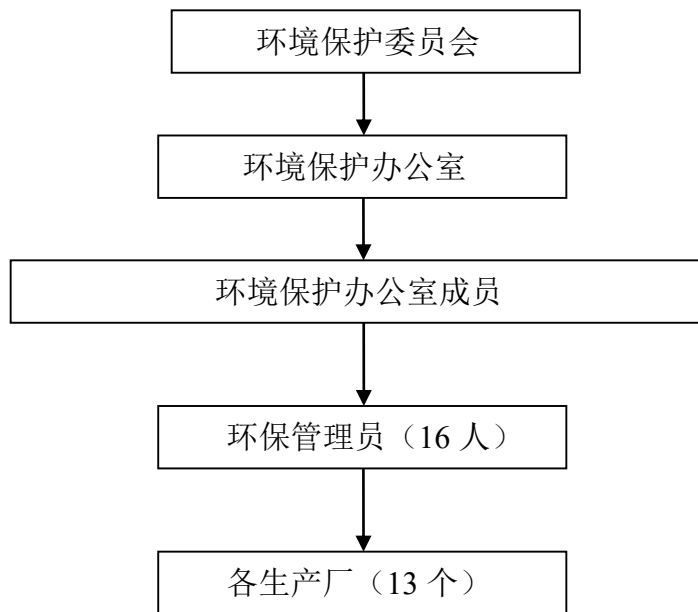 环境保护委员会
环境保护办公室
环境保护办公室成员
环保管理员（16 人）
各生产厂（13 个）